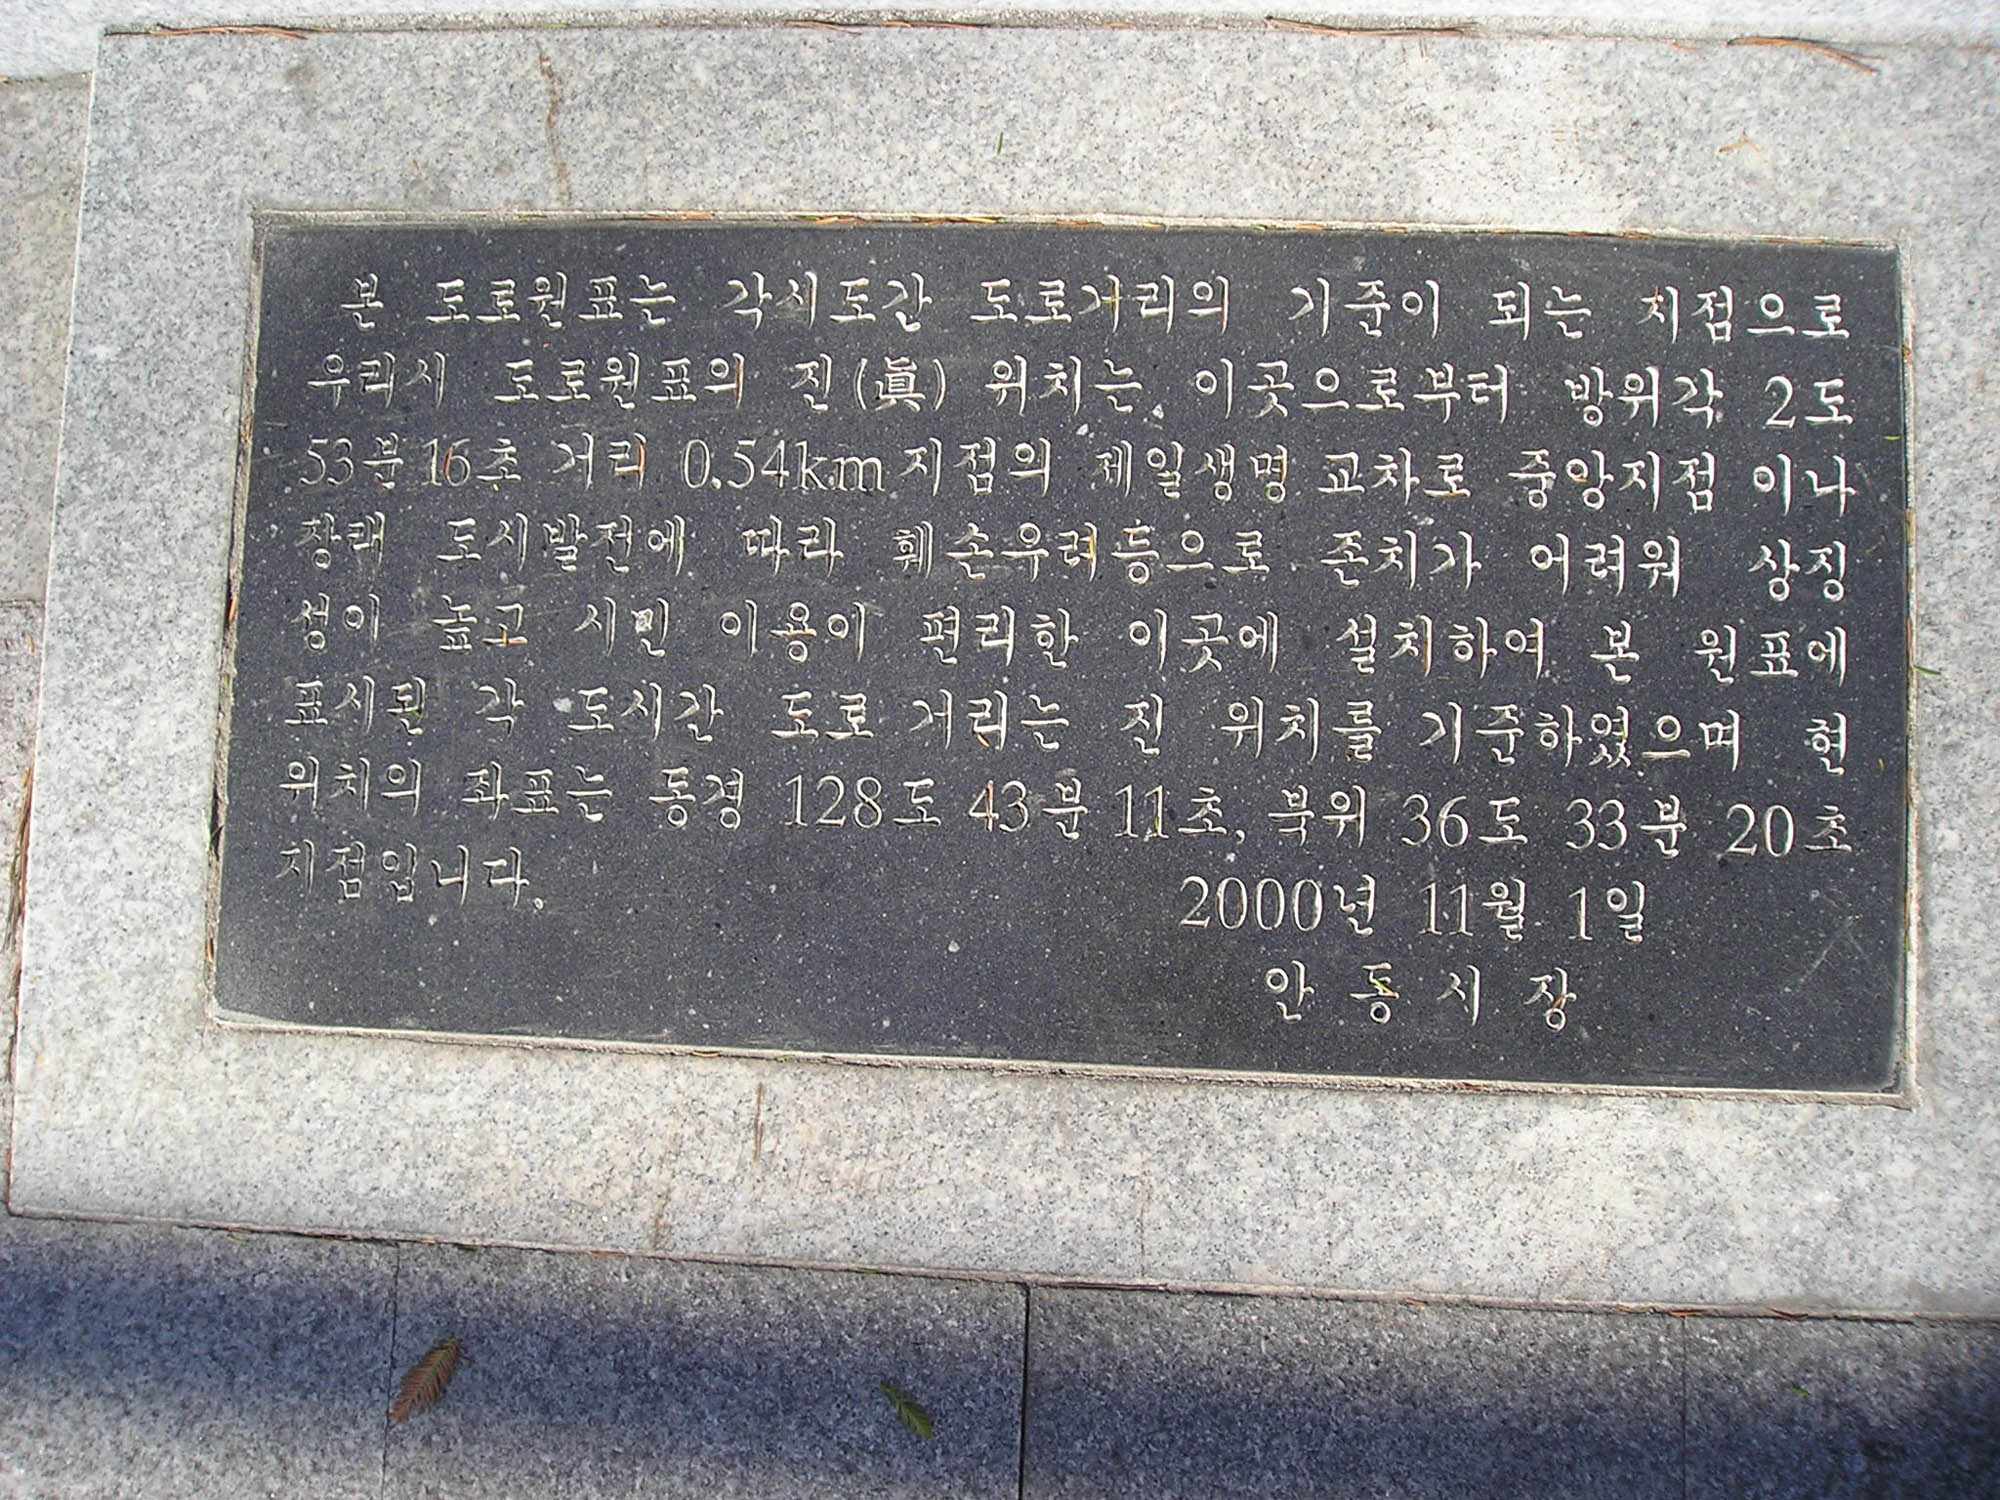 본 도로원표는 각시도간 도로거리의 기준이 되는 지점으로
우리시 도로원표의 진(眞) 위치는 이곳으로부터 방위각 2도
53분16초 거리 0.54km지점의 제일생명 교차로 중앙지점 이나
장래 도시발전에 따라 훼손우려등으로 존치가 어려워 상징
성이 높고 시민 이용이 편리한 이곳에 설치하여 본 원표에
표시된 각 도시간 도로 거리는 진 위치를 기준하였으며 현
위치의 좌표는 동경 128도 43분 11초, 북위 36도 33분 20초
지점입니다.
2000년 11월 1일
안 동 시 장